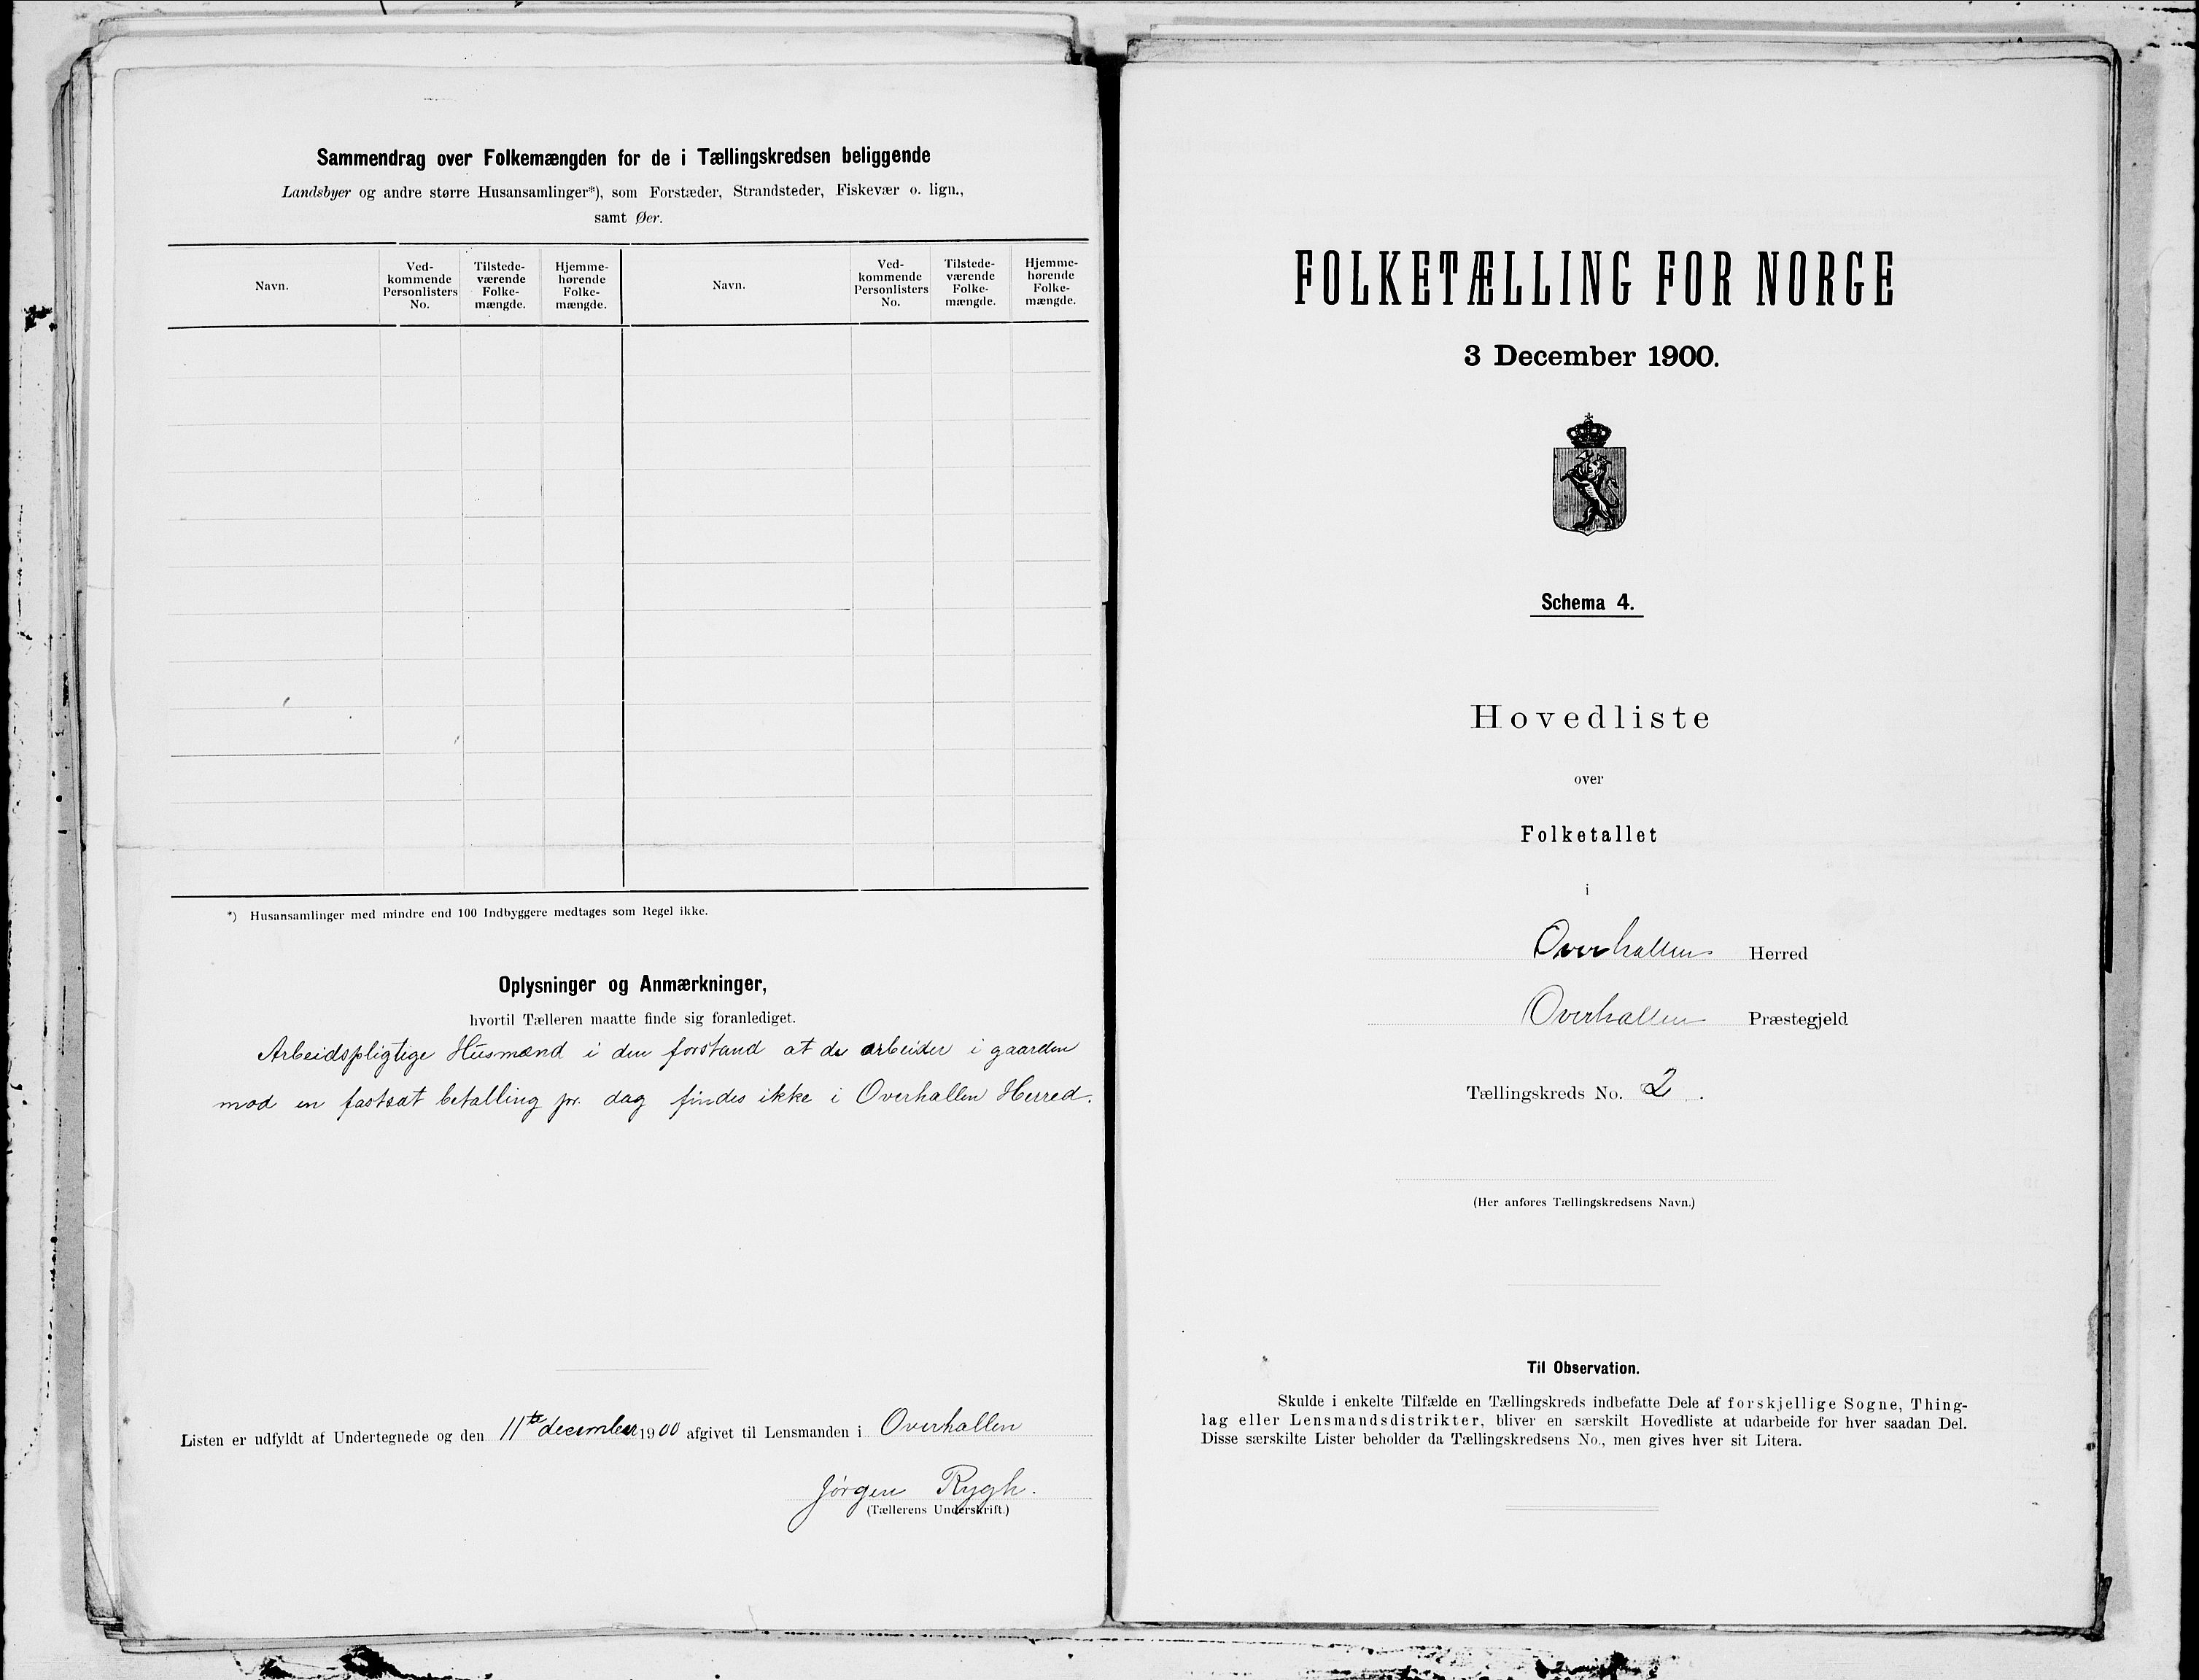 Sammendrag over Folkemængden for de i Tællingskredsen beliggende
Landsbyer og andre større Husansamlinger*), som Forstæder, Strandsteder, Fiskevær o. lign.,
samt Øer.
Navn.
Ved-
kommende
Personlisters
No.
Tilstede-
værende
Folke-
mængde.
Hjemme-
hørende
Folke-
mængde.
Navn.
Ved-
kommende
Personlisters
No.
Tilstede-
værende
Folke-
mængde.
Hjemme-
hørende
Folke-
mængde.
*) Husansamlinger med mindre end 100 Indbyggere medtages som Regel ikke.
Oplysninger og Anmærkninger,
hvortil Tælleren maatte finde sig foranlediget.
Arbeidspligtige Husmænd i den forstand at de arbeider i gaarden
mod en fastsat betalling pr. dag findes ikke i Overhallen Herred.
Listen er udfyldt af Undertegnede og den 11te december 1900 afgivet til Lensmanden i Overhallen
Jørgen Rygh.
(Tællerens Underskrift.)
FOLKETÆLLING FOR NORGE
3 December 1900.
Schema 4.
Hovedliste
over
Folketallet
i
Overhallens Herred
Overhallen Præstegjeld
Tællingskreds No. 2.
(Her anføres Tællingskredsens Navn.)
Til Observation.
Skulde i enkelte Tilfælde en Tællingskreds indbefatte Dele af forskjellige Sogne, Thing-
lag eller Lensmandsdistrikter, bliver en særskilt Hovedliste at udarbeide for hver saadan Del.
Disse særskilte Lister beholder da Tællingskredsens No., men gives hver sit Litera.